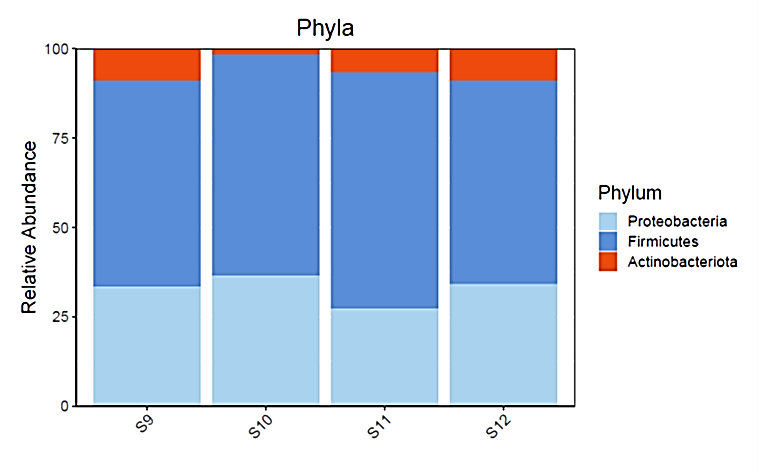 Phyla
Relative Abundance
100
75
50
25
0
S9
S10
S11
S12
Phylum
Proteobacteria
Firmicutes
Actinobacteriota